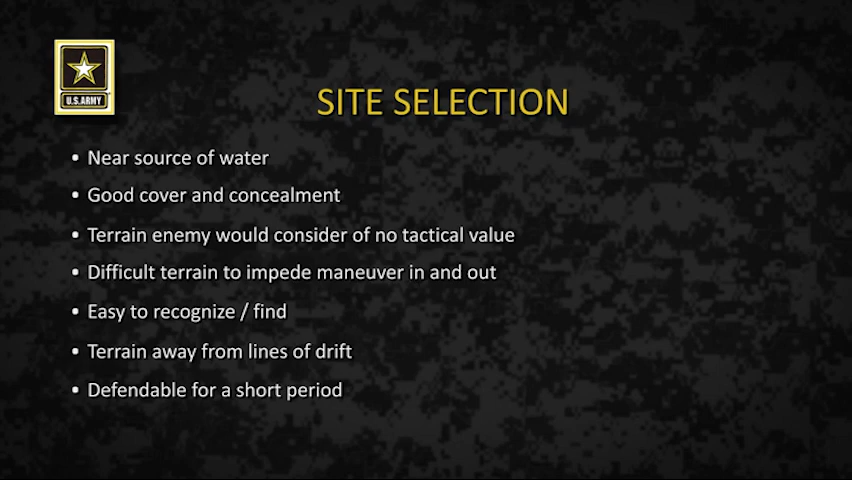 U.S.ARMY
SITE SELECTION
• Near source of water
• Good cover and concealment
• Terrain enemy would consider of no tactical value
• Difficult terrain to impede maneuver in and out
• Easy to recognize / find
• Terrain away from lines of drift
• Defendable for a short period